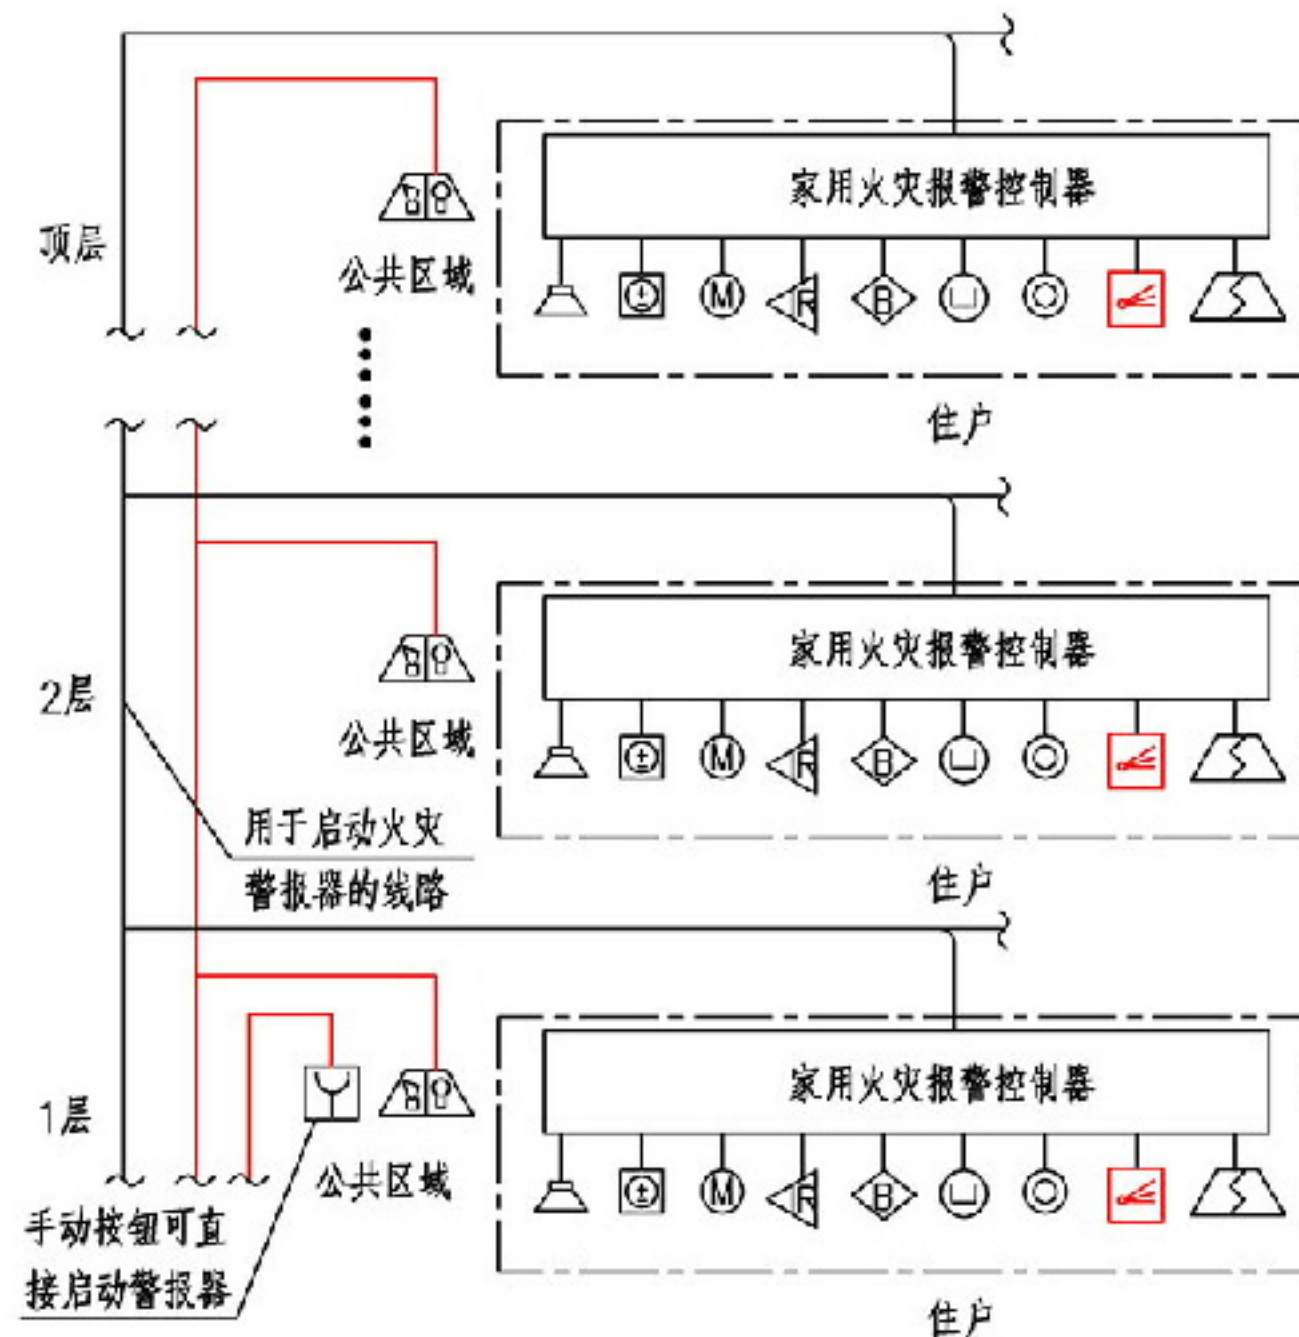 家用火灾报警控制器
顶层
公共区域
M
R
B
住户
家用火灾报警控制器
2层
公共区域
M
R
B
用于启动火灾
警报器的线路
住户
家用火灾报警控制器
1层
公共区域
M
R
B
手动按钮可直
接启动警报器
住户